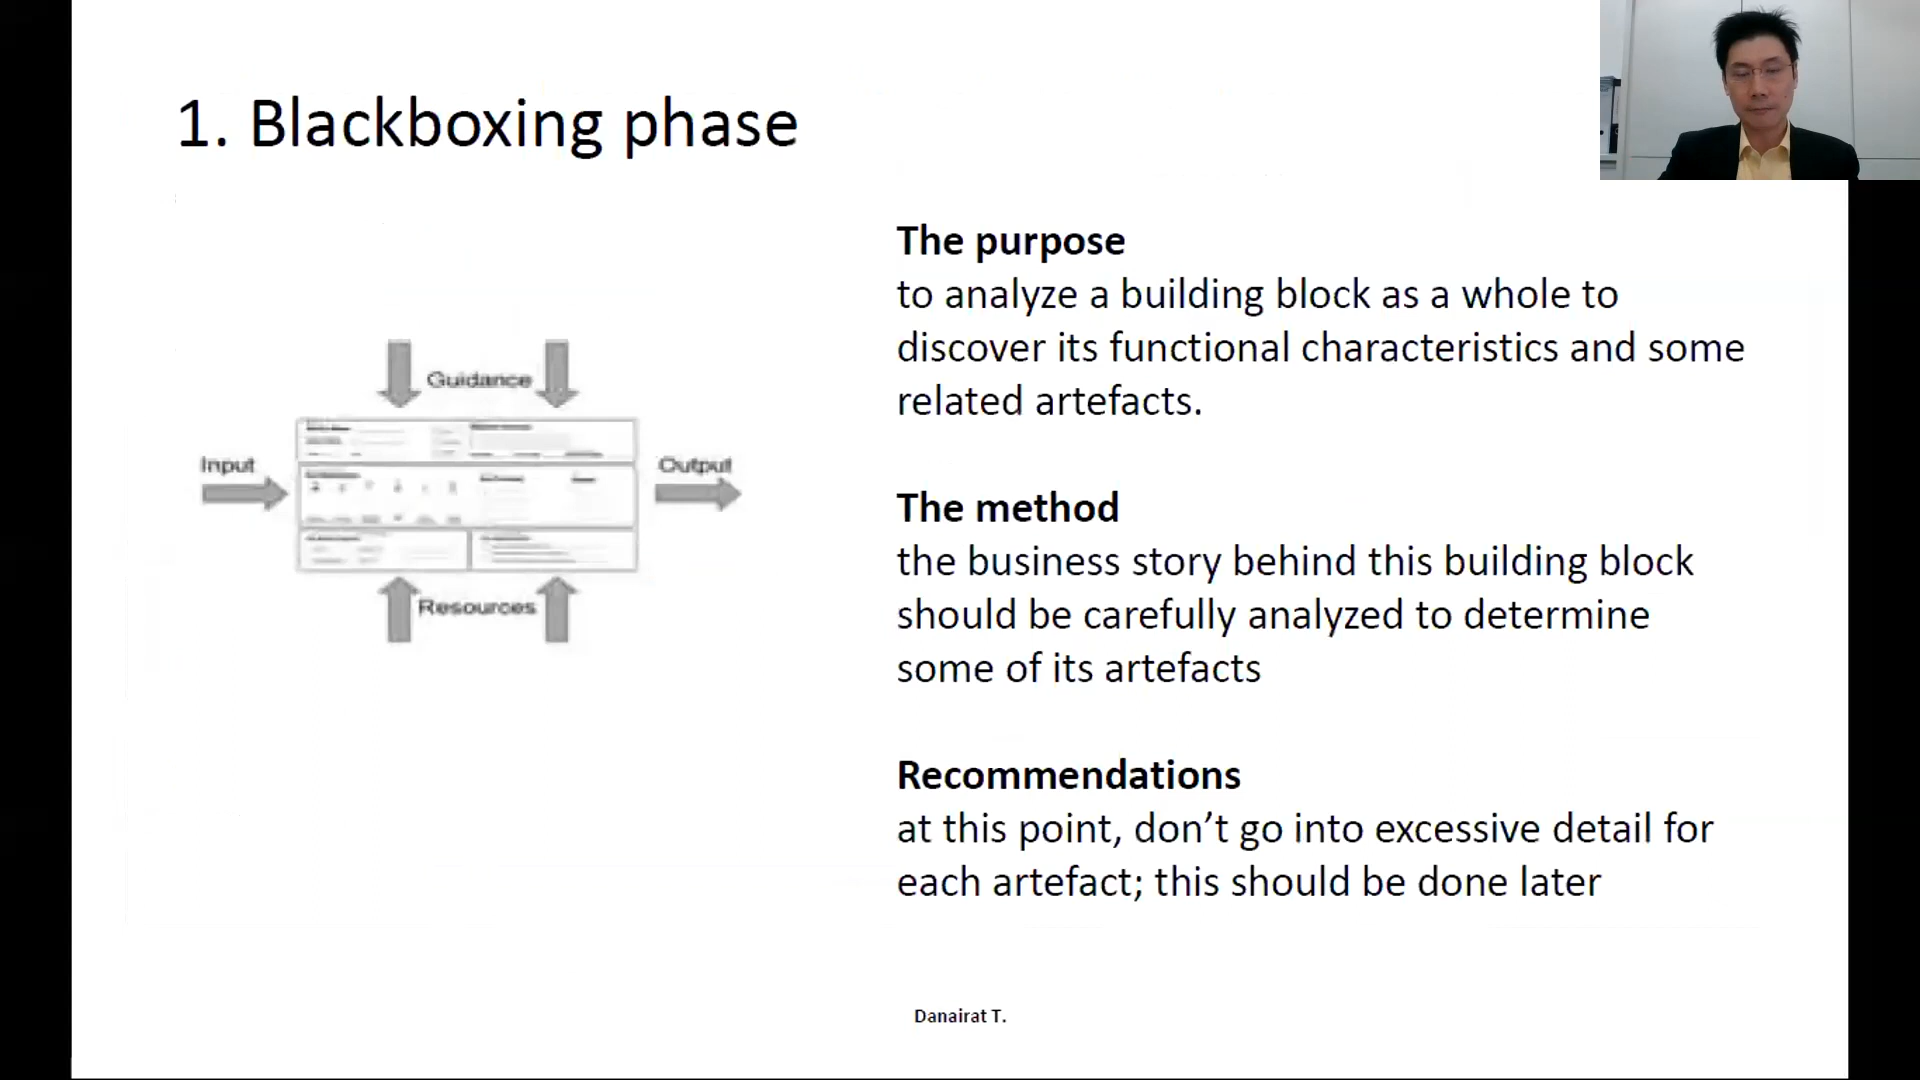 1. Blackboxing phase
Guidance
Input
Output
Resources
The purpose
to analyze a building block as a whole to
discover its functional characteristics and some
related artefacts.
The method
the business story behind this building block
should be carefully analyzed to determine
some of its artefacts
Recommendations
at this point, don’t go into excessive detail for
each artefact; this should be done later
Danairat T.